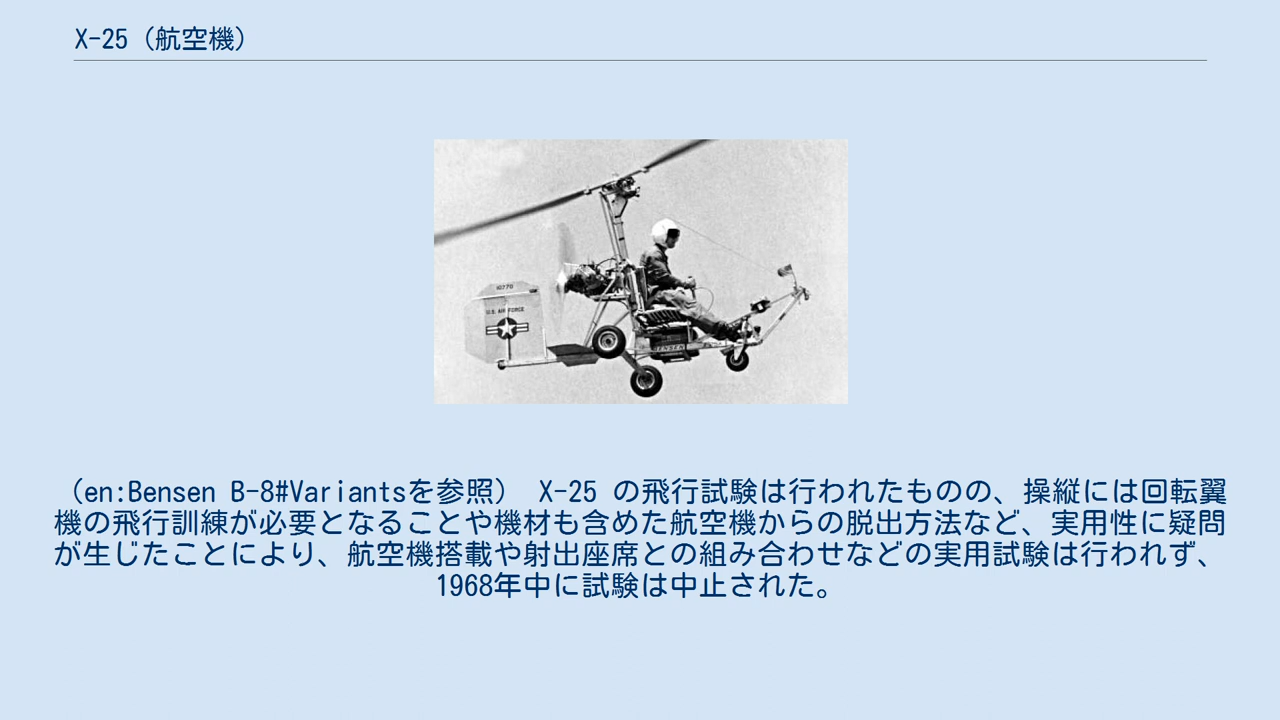 X-25（航空機）
10770
U.S. AIR FORCE
BENSEN
（en:Bensen B-8#Variantsを参照） X-25 の飛行試験は行われたものの、操縦には回転翼
機の飛行訓練が必要となることや機材も含めた航空機からの脱出方法など、実用性に疑問
が生じたことにより、航空機搭載や射出座席との組み合わせなどの実用試験は行われず、
1968年中に試験は中止された。